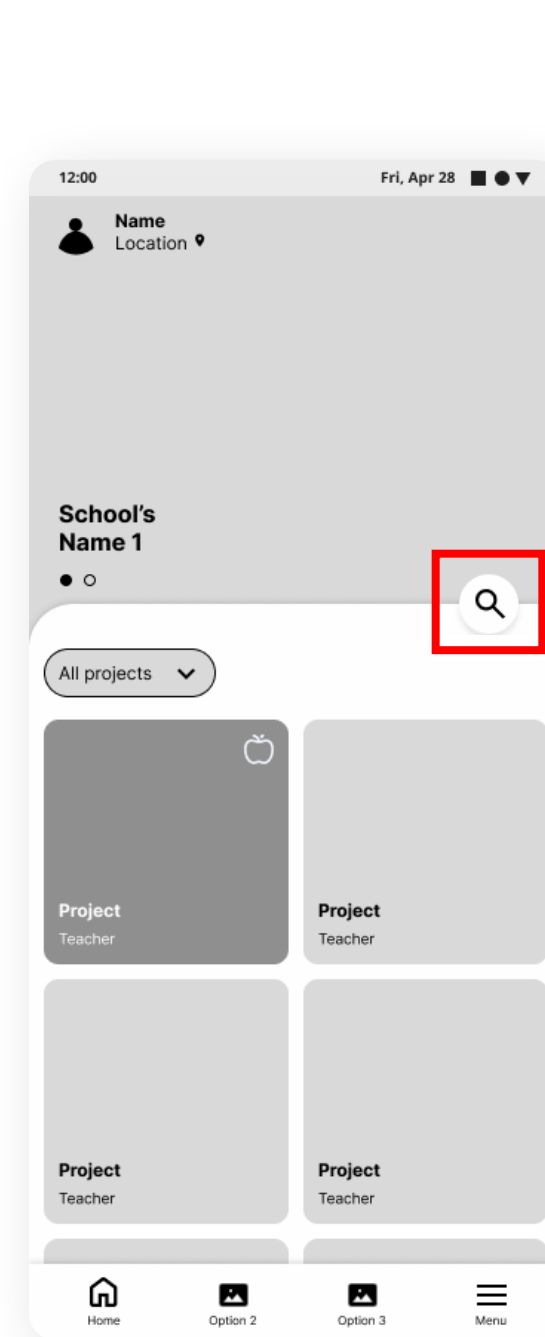 12:00 Fri, Apr 28
Name
Location
School’s
Name 1
All projects
Project
Teacher
Project
Teacher
Project
Teacher
Project
Teacher
Home
Option 2
Option 3
Menu